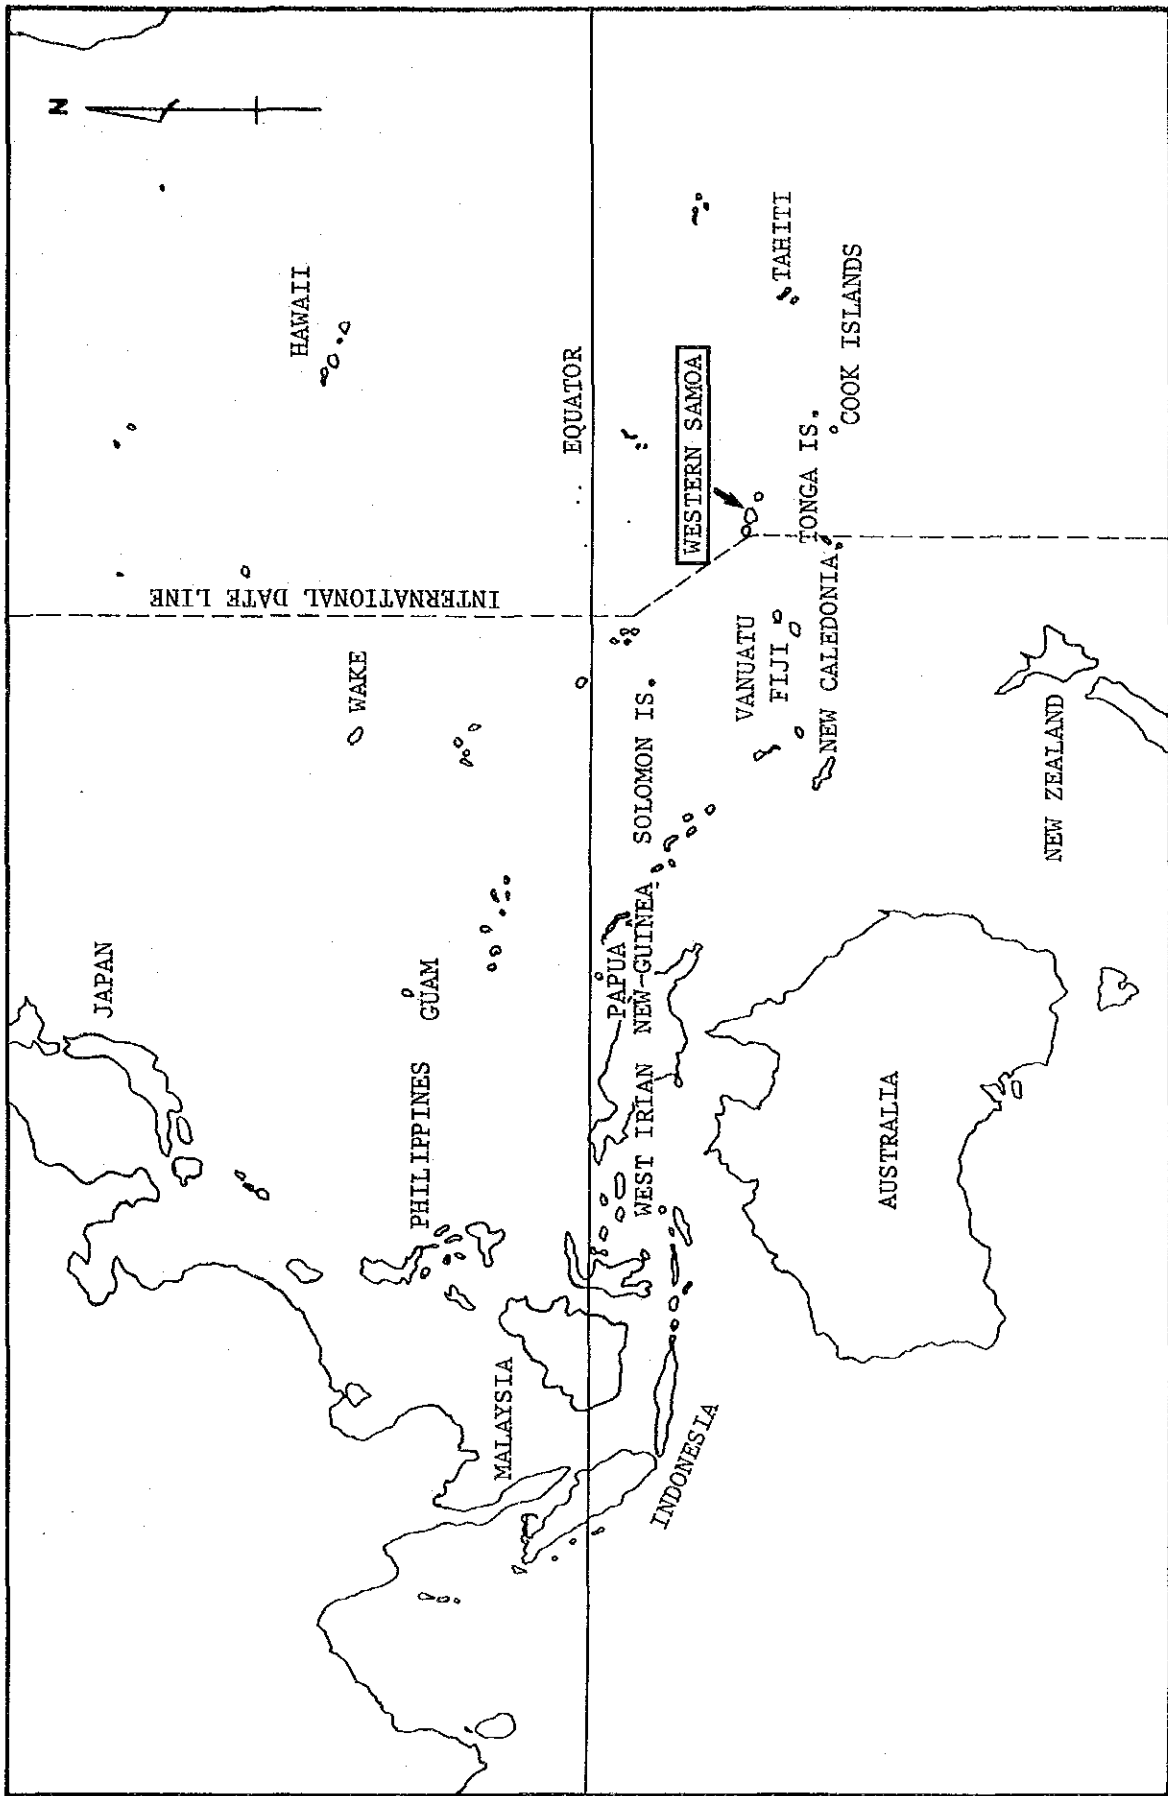 N
JAPAN
HAWAII
INTERNATIONAL DATE LINE
WAKE
PHILIPPINES
GUAM
MALAYSIA
EQUATOR
PAPUA
WEST IRIAN
NEW-GUINEA
SOLOMON IS.
INDONESIA
WESTERN SAMOA
VANUATU
FIJI
TAHITI
TONGA IS.
NEW CALEDONIA
COOK ISLANDS
AUSTRALIA
NEW ZEALAND